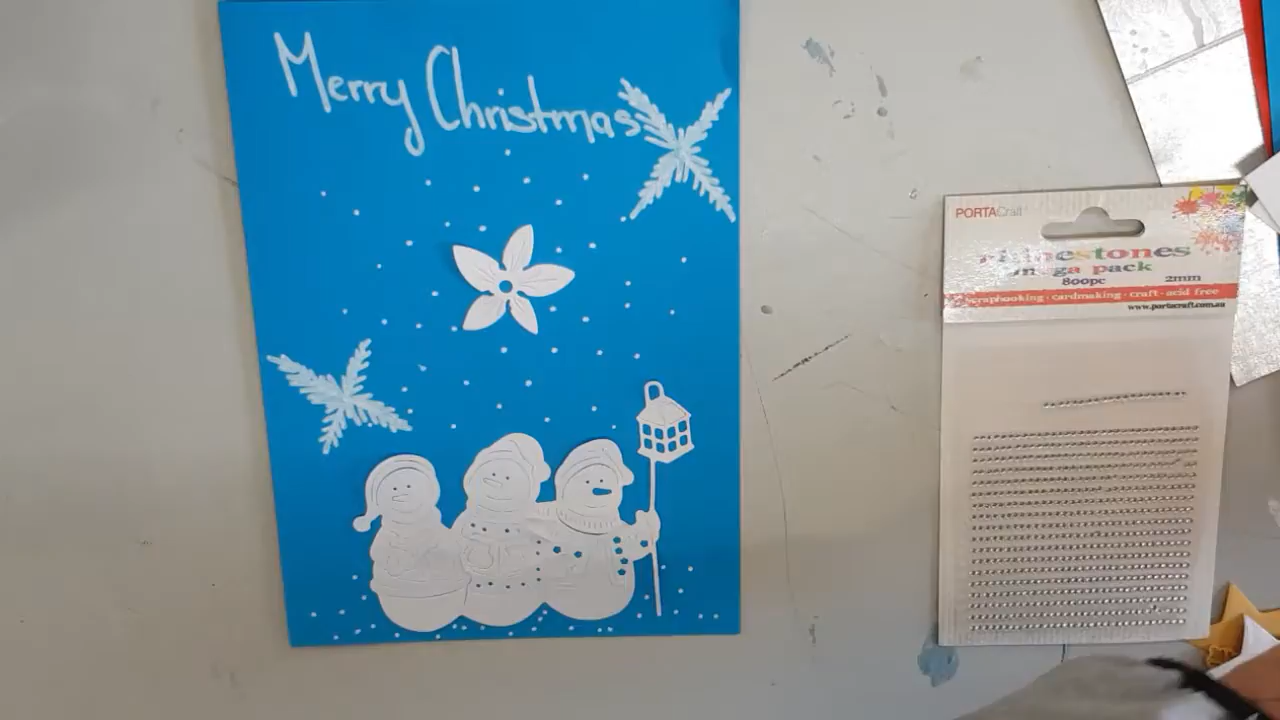 Merry Christmas
PORTACraft
rhinestones
mega pack
800pc
2mm
scrapbooking · cardmaking · craft · acid free
www.portacraft.com.au